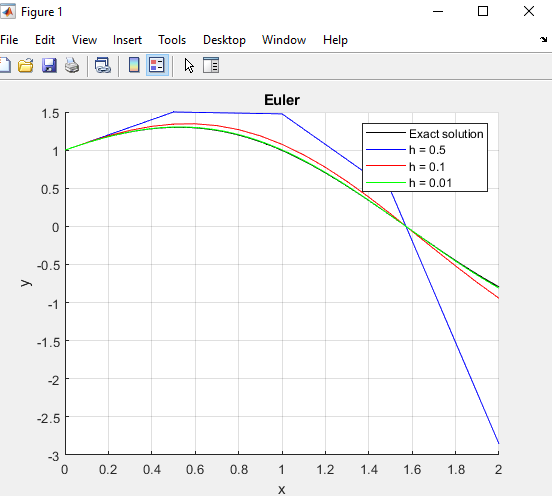 Figure 1
File Edit View Insert Tools Desktop Window Help
Euler
1.5
1
0.5
0
-0.5
-1
-1.5
-2
-2.5
-3
y
Exact solution
h = 0.5
h = 0.1
h = 0.01
0 0.2 0.4 0.6 0.8 1 1.2 1.4 1.6 1.8 2
x